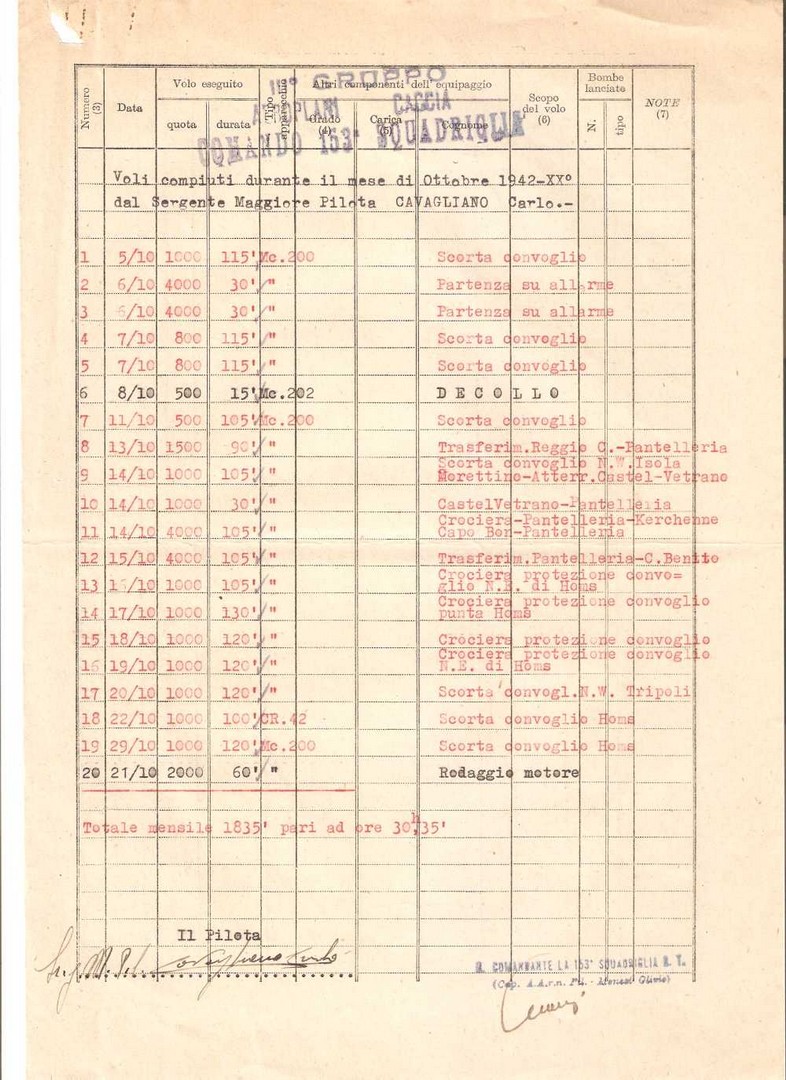 III° GRUPPO
AEROPLANI CACCIA
COMANDO 153ª SQUADRIGLIA
Numero (3) Data Volo eseguito quota durata Tipo apparecchio Altri componenti dell'equipaggio Grado (4) Carica (5) Cognome Scopo del volo (6) Bombe lanciate N. tipo NOTE (7)
Voli compiuti durante il mese di Ottobre 1942-XX°
dal Sergente Maggiore Pilota CAVAGLIANO Carlo.-
1 5/10 1000 115' Mc.200 Scorta convoglio
2 6/10 4000 30' " Partenza su allarme
3 6/10 4000 30' " Partenza su allarme
4 7/10 800 115' " Scorta convoglio
5 7/10 800 115' " Scorta convoglio
6 8/10 500 15' Mc.202 D E C O L L O
7 11/10 500 105' Mc.200 Scorta convoglio
8 13/10 1500 90' " Trasferim.Reggio C.-Pantelleria
9 14/10 1000 105' " Scorta convoglio N.W.Isola
Morettino-Atterr.Castel-Vetrano
10 14/10 1000 30' " CastelVetrano-Pantelleria
11 14/10 4000 105' " Crociera-Pantelleria-Kerchenne
Capo Bon-Pantelleria
12 15/10 4000 105' " Trasferim.Pantelleria-C.Benito
13 1000 105' " Crociera protezione convo=
glio N.E. di Homs
14 17/10 1000 130' " Crociera protezione convoglio
punta Homs
15 18/10 1000 120' " Crociera protezione convoglio
16 19/10 1000 120' " Crociera protezione convoglio
N.E. di Homs
17 20/10 1000 120' " Scorta convogl.N.W. Tripoli
18 22/10 1000 100' CR.42 Scorta convoglio Homs
19 29/10 1000 120' Mc.200 Scorta convoglio Homs
20 21/10 2000 60' " Rodaggio motore
Totale mensile 1835' pari ad ore 30h,35'
Il Pilota
IL COMANDANTE LA 153ª SQUADRIGLIA
(Cap. A.A.r.n. Pil.